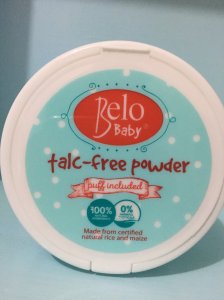 Belo
Baby
talc-free powder
puff included
100%
0%
Made from certified
natural rice and maize